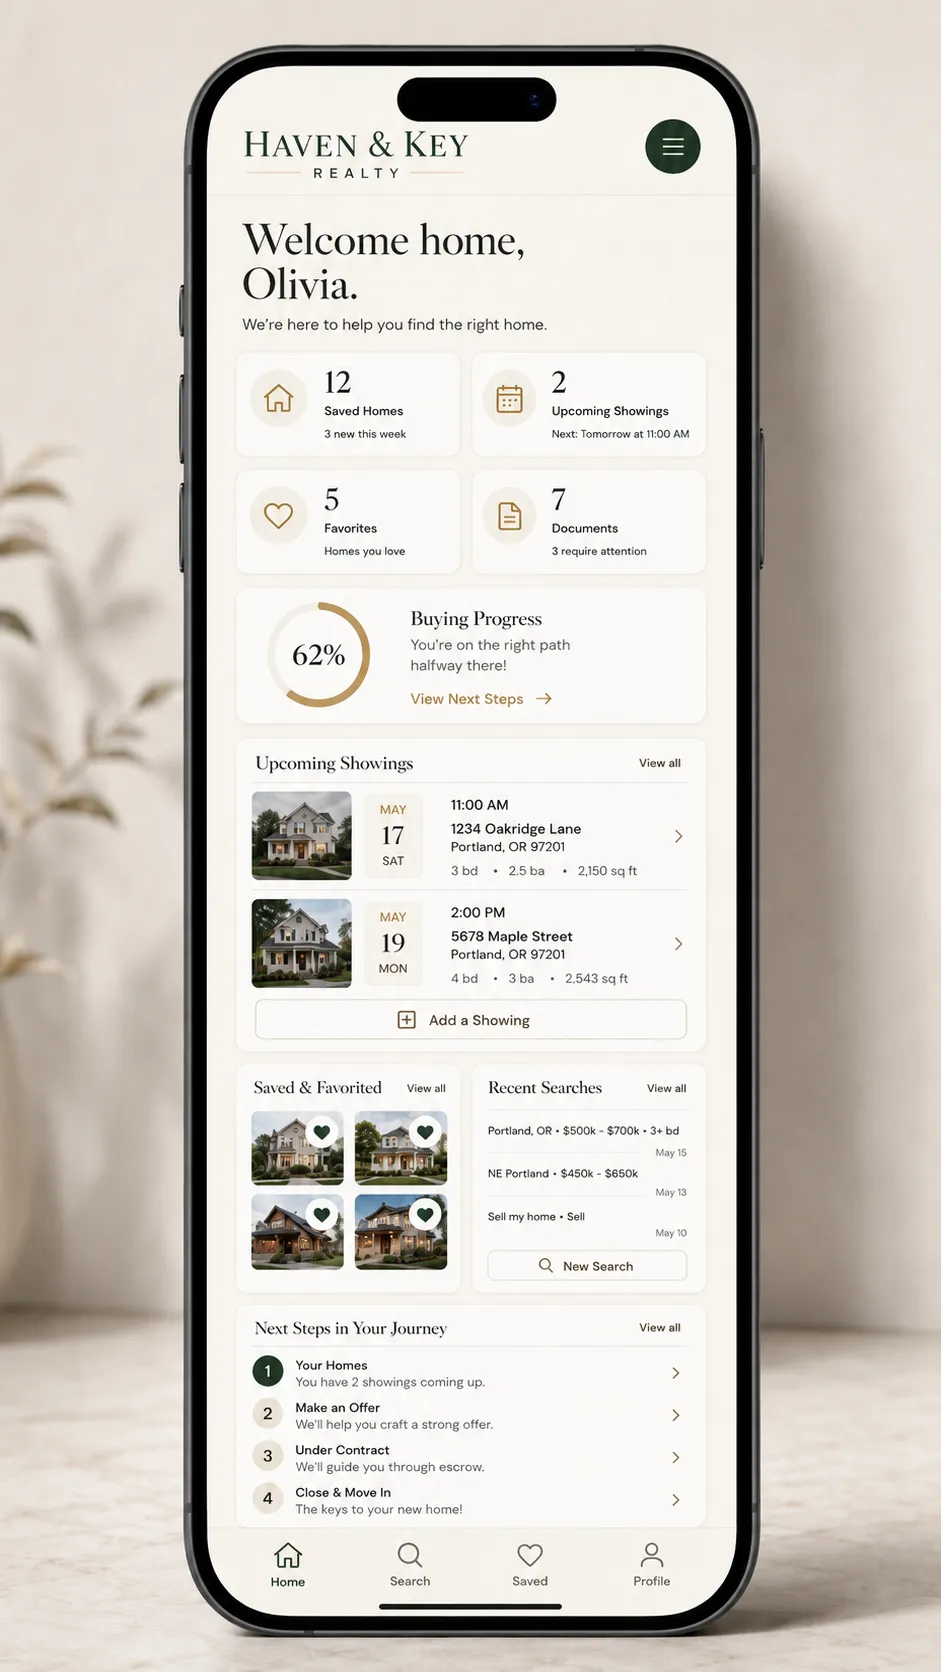 HAVEN & KEY
REALTY
Welcome home,
Olivia.
We're here to help you find the right home.
12
Saved Homes
3 new this week
2
Upcoming Showings
Next: Tomorrow at 11:00 AM
5
Favorites
Homes you love
7
Documents
3 require attention
62%
Buying Progress
You're on the right path
halfway there!
View Next Steps →
Upcoming Showings
View all
MAY
17
SAT
11:00 AM
1234 Oakridge Lane
Portland, OR 97201
3 bd • 2.5 ba • 2,150 sq ft
MAY
19
MON
2:00 PM
5678 Maple Street
Portland, OR 97201
4 bd • 3 ba • 2,543 sq ft
Add a Showing
Saved & Favorited
View all
Recent Searches
View all
Portland, OR • $500k - $700k • 3+ bd
May 15
NE Portland • $450k - $650k
May 13
Sell my home • Sell
May 10
New Search
Next Steps in Your Journey
View all
1
Your Homes
You have 2 showings coming up.
2
Make an Offer
We'll help you craft a strong offer.
3
Under Contract
We'll guide you through escrow.
4
Close & Move In
The keys to your new home!
Home
Search
Saved
Profile